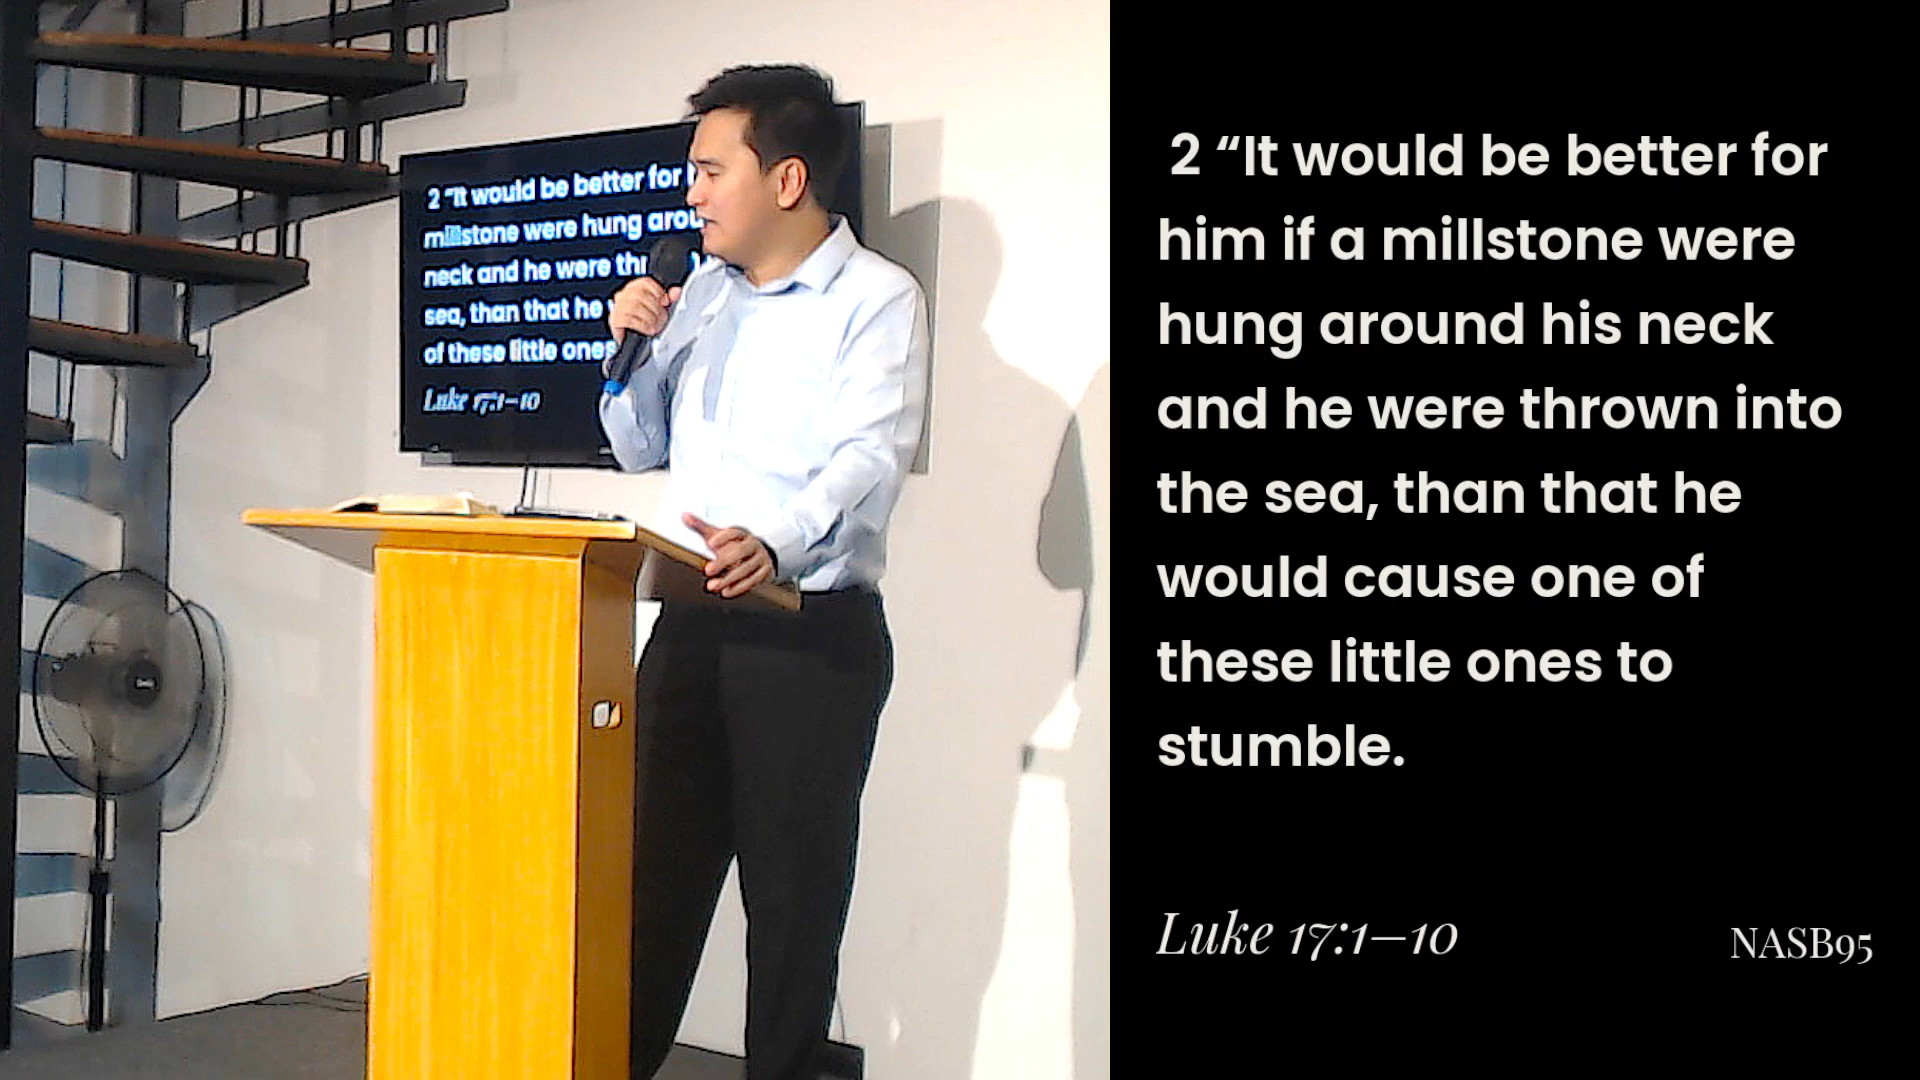 2 “It would be better for
millstone were hung arou
neck and he were thr
sea, than that he
of these little ones
Luke 17:1–10
2 “It would be better for
him if a millstone were
hung around his neck
and he were thrown into
the sea, than that he
would cause one of
these little ones to
stumble.
Luke 17:1–10
NASB95